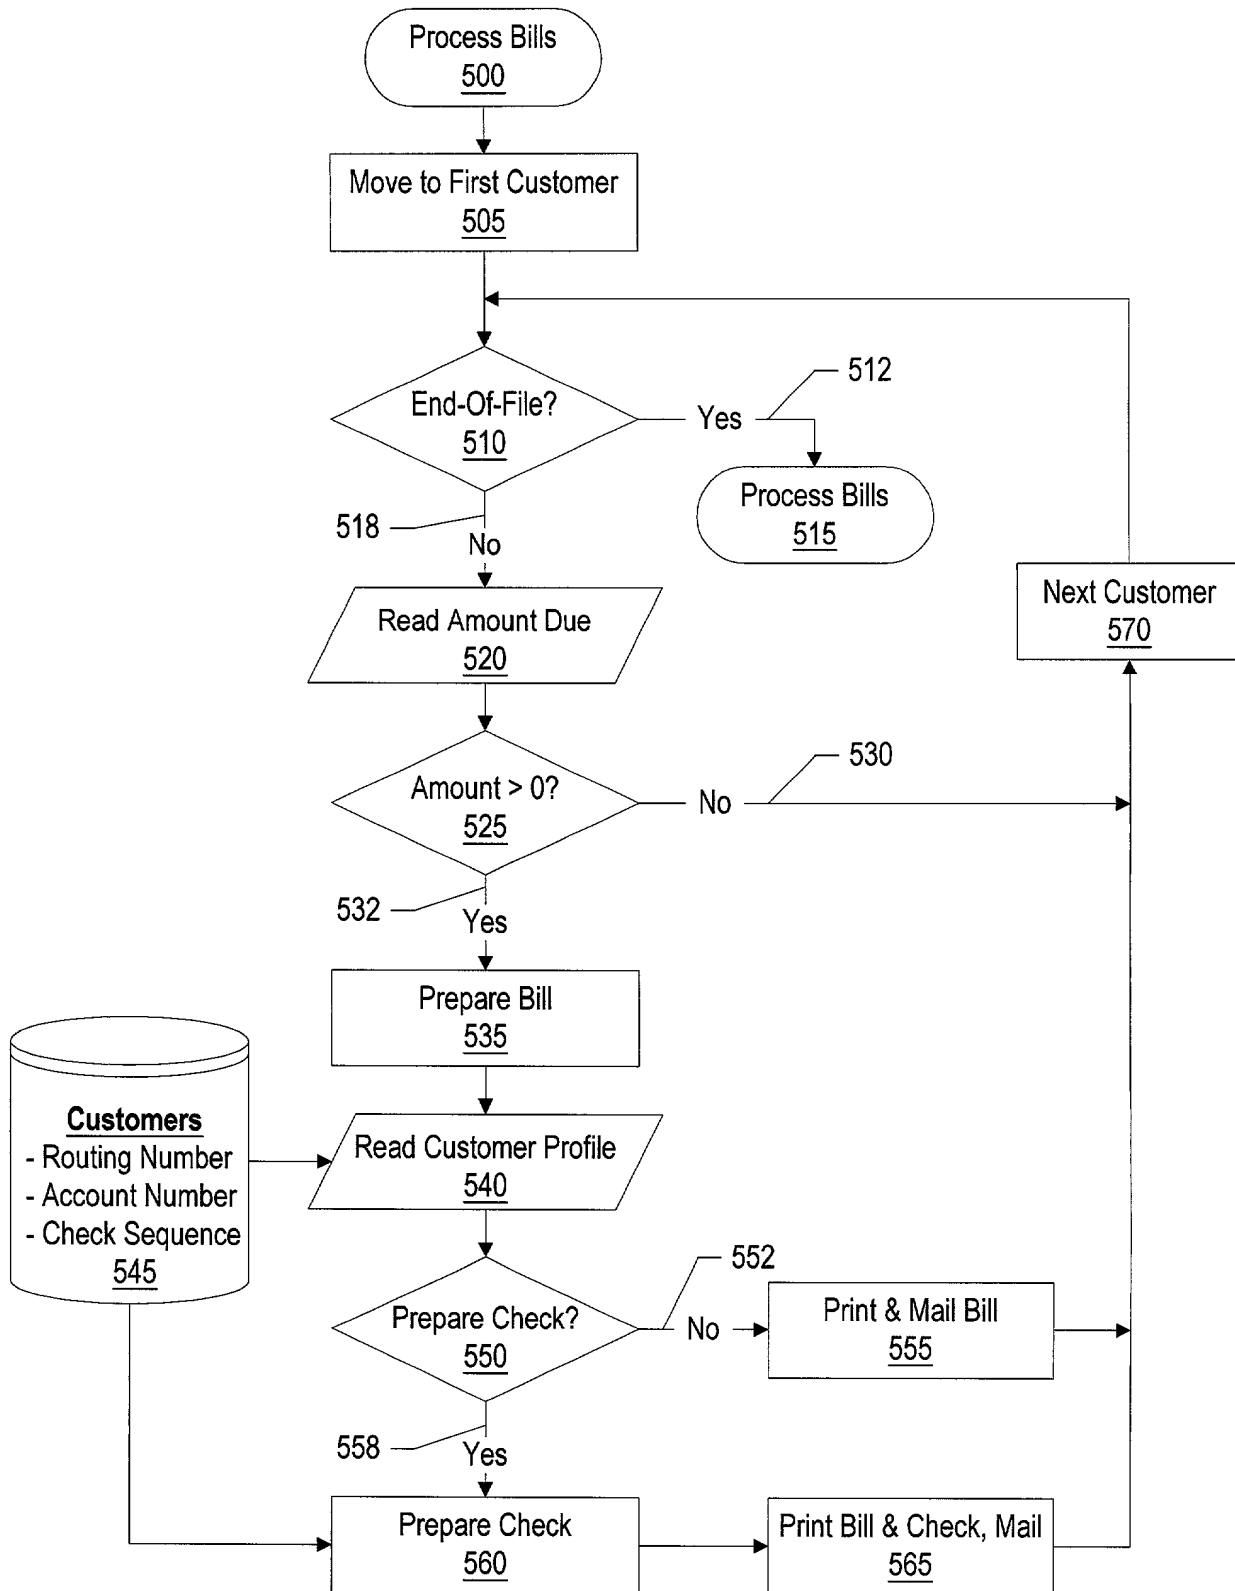 Process Bills
500
Move to First Customer
505
End-Of-File?
510
Yes
512
Process Bills
515
518
No
Read Amount Due
520
Next Customer
570
Amount > 0?
525
No
530
532
Yes
Prepare Bill
535
Customers
- Routing Number
- Account Number
- Check Sequence
545
Read Customer Profile
540
Prepare Check?
550
552
No
Print & Mail Bill
555
558
Yes
Prepare Check
560
Print Bill & Check, Mail
565